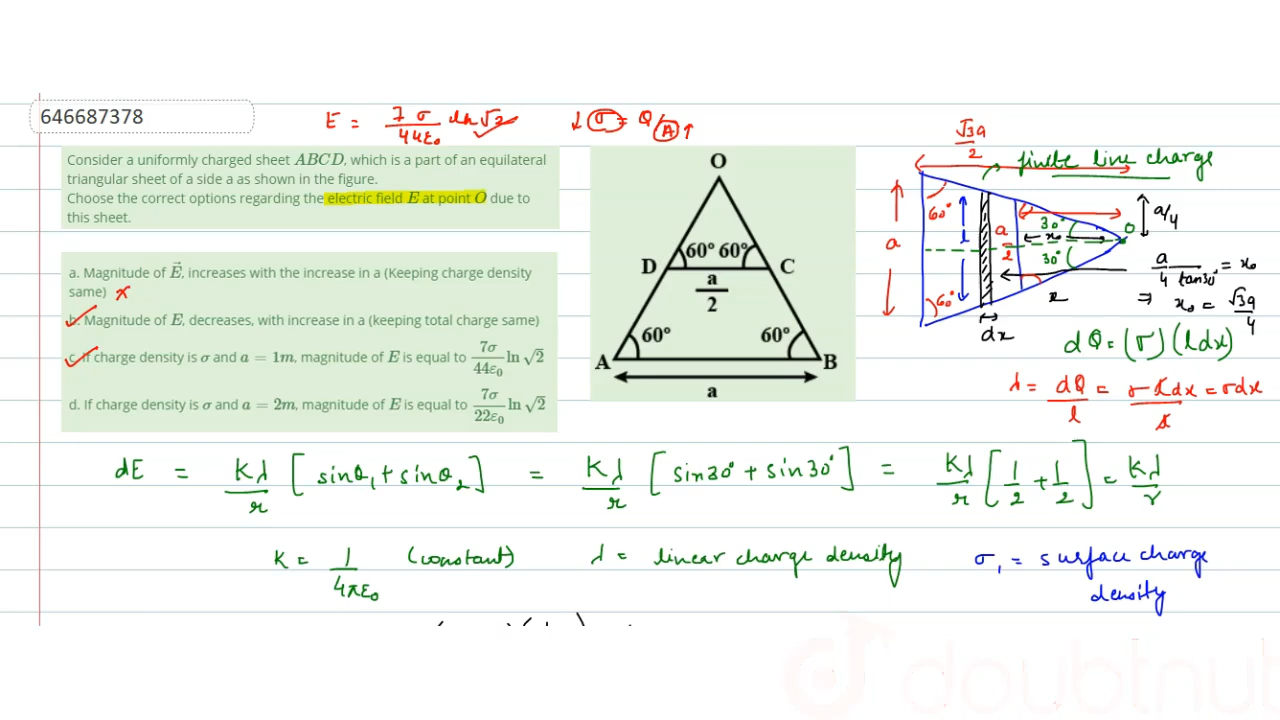 646687378
E = 7σ/44ε₀ ln √2
↓ σ = Q/A ↑
Consider a uniformly charged sheet ABCD, which is a part of an equilateral
triangular sheet of a side a as shown in the figure.
Choose the correct options regarding the electric field E at point O due to
this sheet.
a. Magnitude of E⃗, increases with the increase in a (Keeping charge density
same) ✗
b. Magnitude of E, decreases, with increase in a (keeping total charge same)
c. If charge density is σ and a = 1m, magnitude of E is equal to 7σ/44ε₀ ln √2
d. If charge density is σ and a = 2m, magnitude of E is equal to 7σ/22ε₀ ln √2
O
60° 60°
D
C
a/2
60°
60°
A
B
a
√3a/2
finite line charge
60°
a
l
a/2
30°
x₀
30°
O
a/4
60°
x
dx
a/4 tan30° = x₀
⇒ x₀ = √3a/4
dQ = (σ)(l dx)
λ = dQ/l = σ l dx/l = σdx
dE = Kλ/r [sinθ₁ + sinθ₂] = Kλ/r [sin30° + sin30°] = Kλ/r [1/2 + 1/2] = Kλ/r
K = 1/4πε₀ (constant)
λ = linear charge density
σ, = surface charge
density
doubtnut